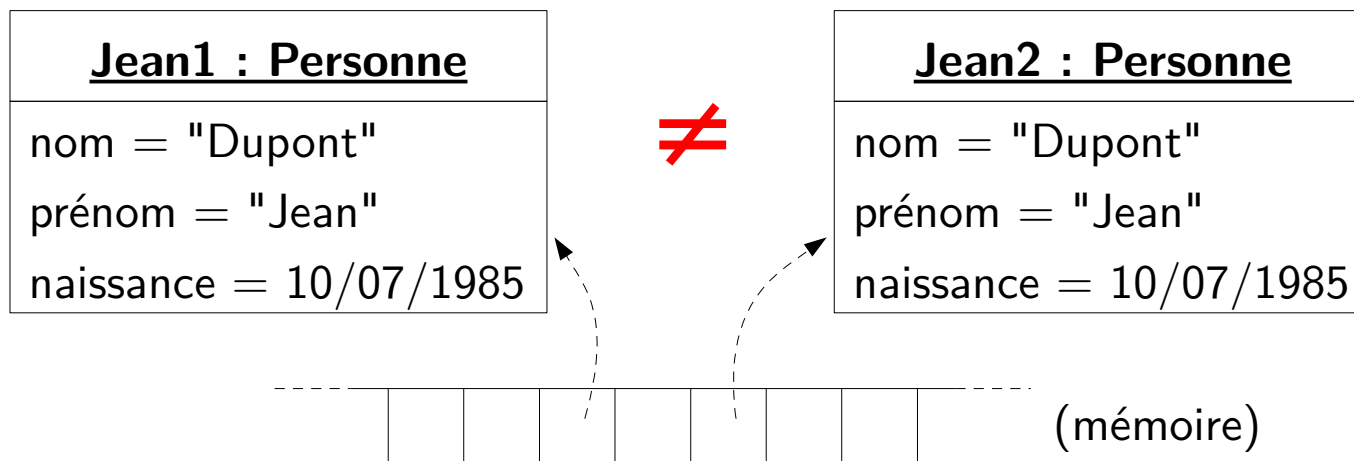 Jean1 : Personne
nom = "Dupont"
prénom = "Jean"
naissance = 10/07/1985
≠
Jean2 : Personne
nom = "Dupont"
prénom = "Jean"
naissance = 10/07/1985
(mémoire)